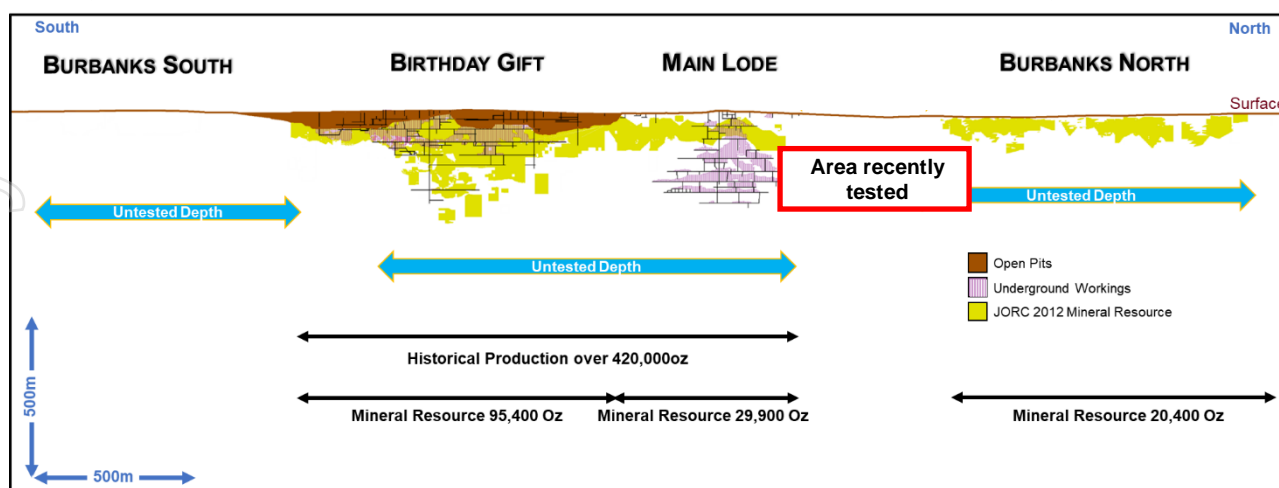 South
North
BURBANKS SOUTH
BIRTHDAY GIFT
MAIN LODE
BURBANKS NORTH
Surface
Area recently
tested
Untested Depth
Untested Depth
Untested Depth
Open Pits
Underground Workings
JORC 2012 Mineral Resource
Historical Production over 420,000oz
Mineral Resource 95,400 Oz
Mineral Resource 29,900 Oz
Mineral Resource 20,400 Oz
500m
500m